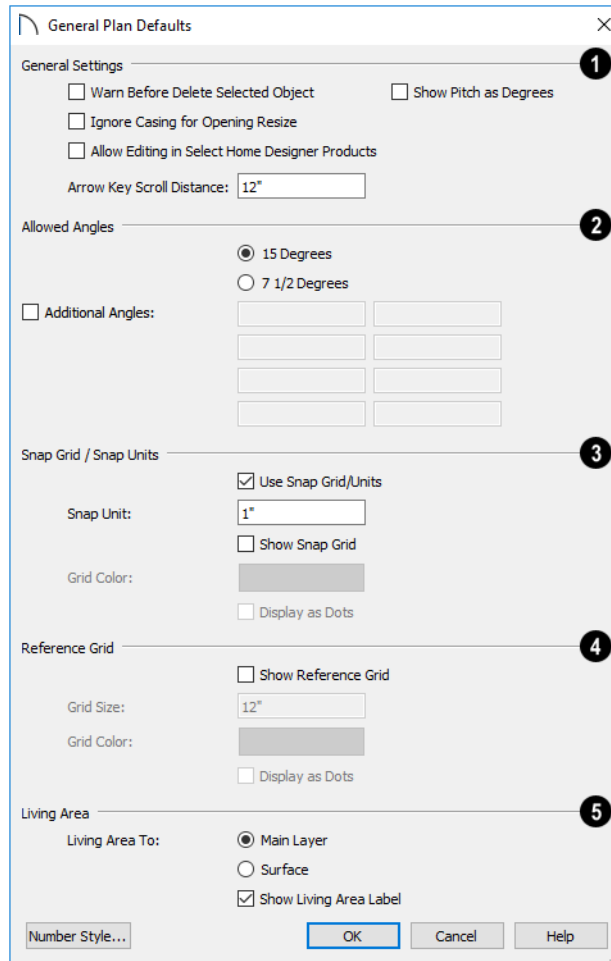 General Plan Defaults
General Settings 1
Warn Before Delete Selected Object Show Pitch as Degrees
Ignore Casing for Opening Resize
Allow Editing in Select Home Designer Products
Arrow Key Scroll Distance: 12"
Allowed Angles 2
15 Degrees
7 1/2 Degrees
Additional Angles:
Snap Grid / Snap Units 3
Use Snap Grid/Units
Snap Unit: 1"
Show Snap Grid
Grid Color:
Display as Dots
Reference Grid 4
Show Reference Grid
Grid Size: 12"
Grid Color:
Display as Dots
Living Area 5
Living Area To: Main Layer
Surface
Show Living Area Label
Number Style... OK Cancel Help